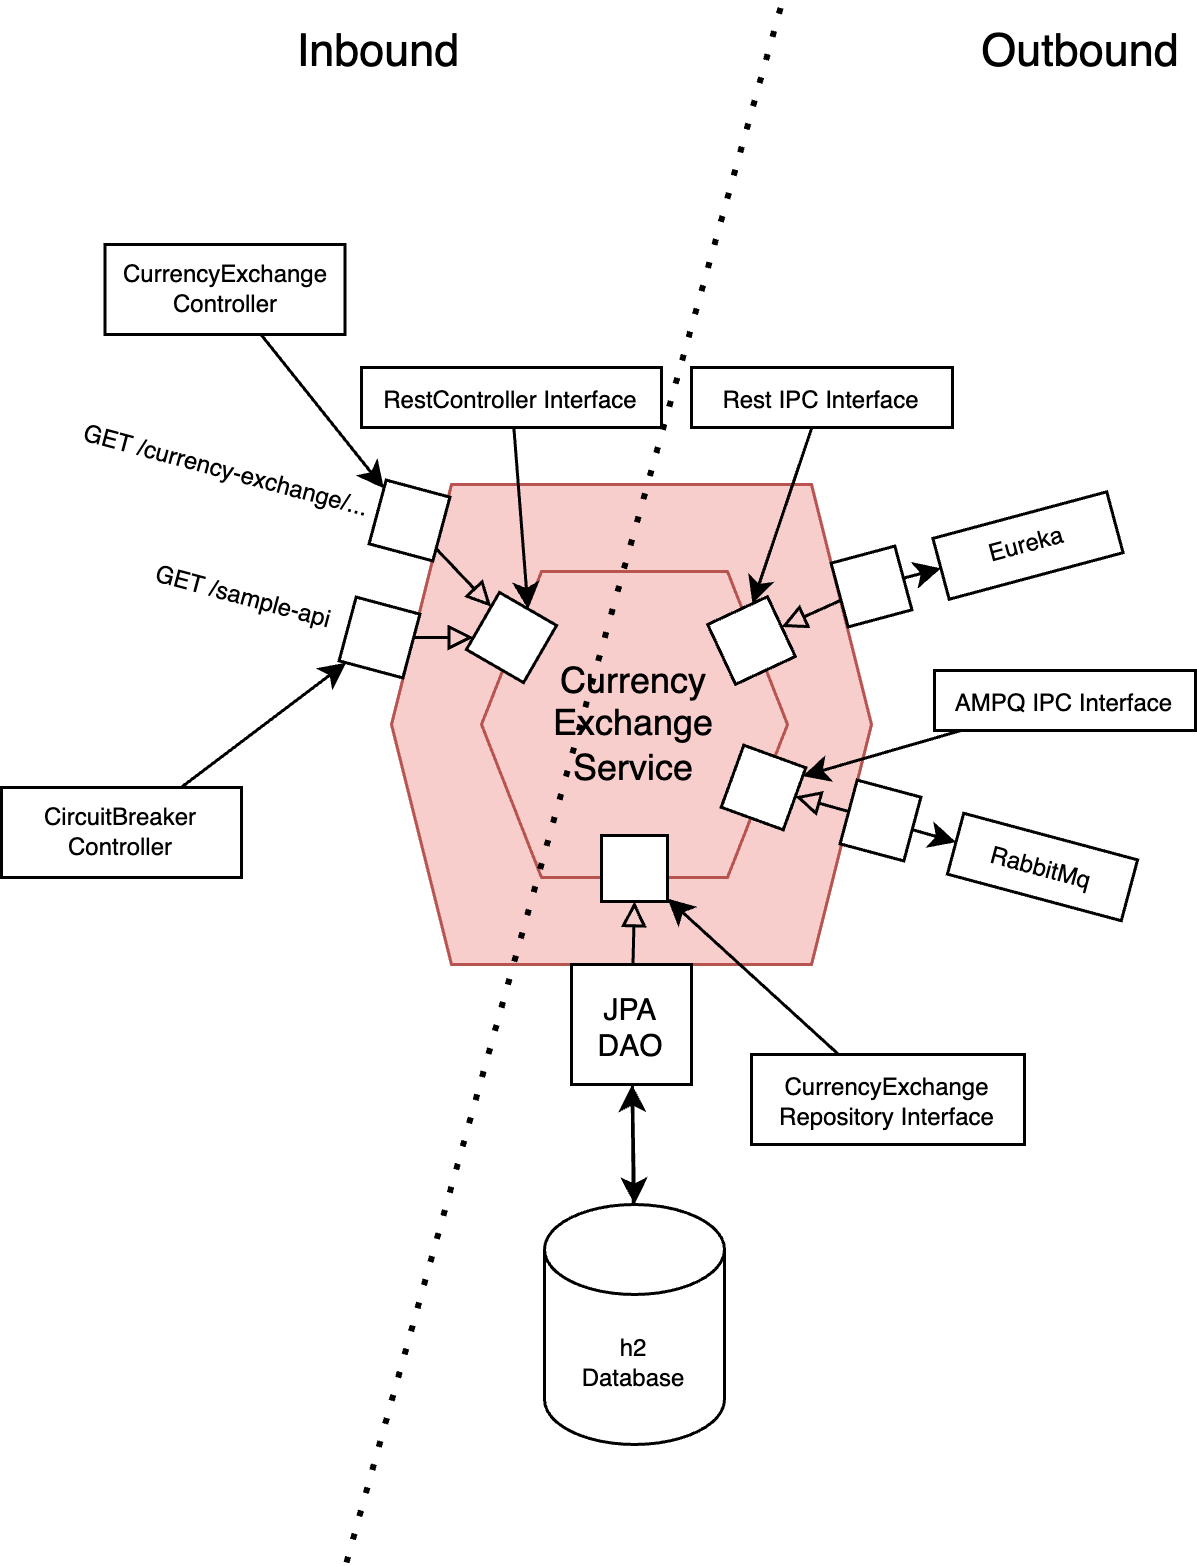 Inbound
Outbound
CurrencyExchange
Controller
RestController Interface
Rest IPC Interface
GET /currency-exchange/...
Eureka
GET /sample-api
Currency
Exchange
Service
AMPQ IPC Interface
CircuitBreaker
Controller
RabbitMq
JPA
DAO
CurrencyExchange
Repository Interface
h2
Database